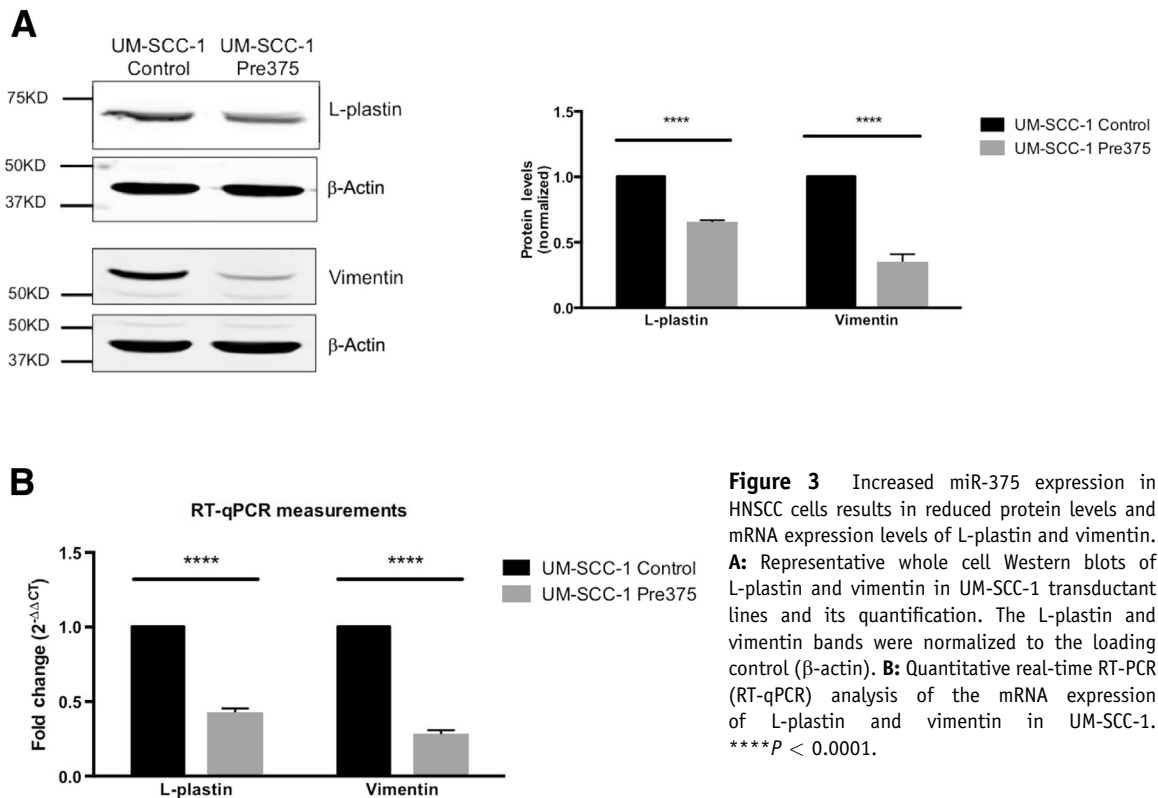 A
UM-SCC-1 UM-SCC-1
Control Pre375
75KD
L-plastin
50KD
β-Actin
37KD
Vimentin
50KD
50KD
β-Actin
37KD
1.5
1.0
0.5
0.0
Protein levels
(normalized)
****
****
L-plastin
Vimentin
UM-SCC-1 Control
UM-SCC-1 Pre375
B
RT-qPCR measurements
1.5
1.0
0.5
0.0
Fold change (2-ΔΔCT)
****
****
L-plastin
Vimentin
UM-SCC-1 Control
UM-SCC-1 Pre375
Figure 3 Increased miR-375 expression in
HNSCC cells results in reduced protein levels and
mRNA expression levels of L-plastin and vimentin.
A: Representative whole cell Western blots of
L-plastin and vimentin in UM-SCC-1 transductant
lines and its quantification. The L-plastin and
vimentin bands were normalized to the loading
control (β-actin). B: Quantitative real-time RT-PCR
(RT-qPCR) analysis of the mRNA expression
of L-plastin and vimentin in UM-SCC-1.
****P < 0.0001.